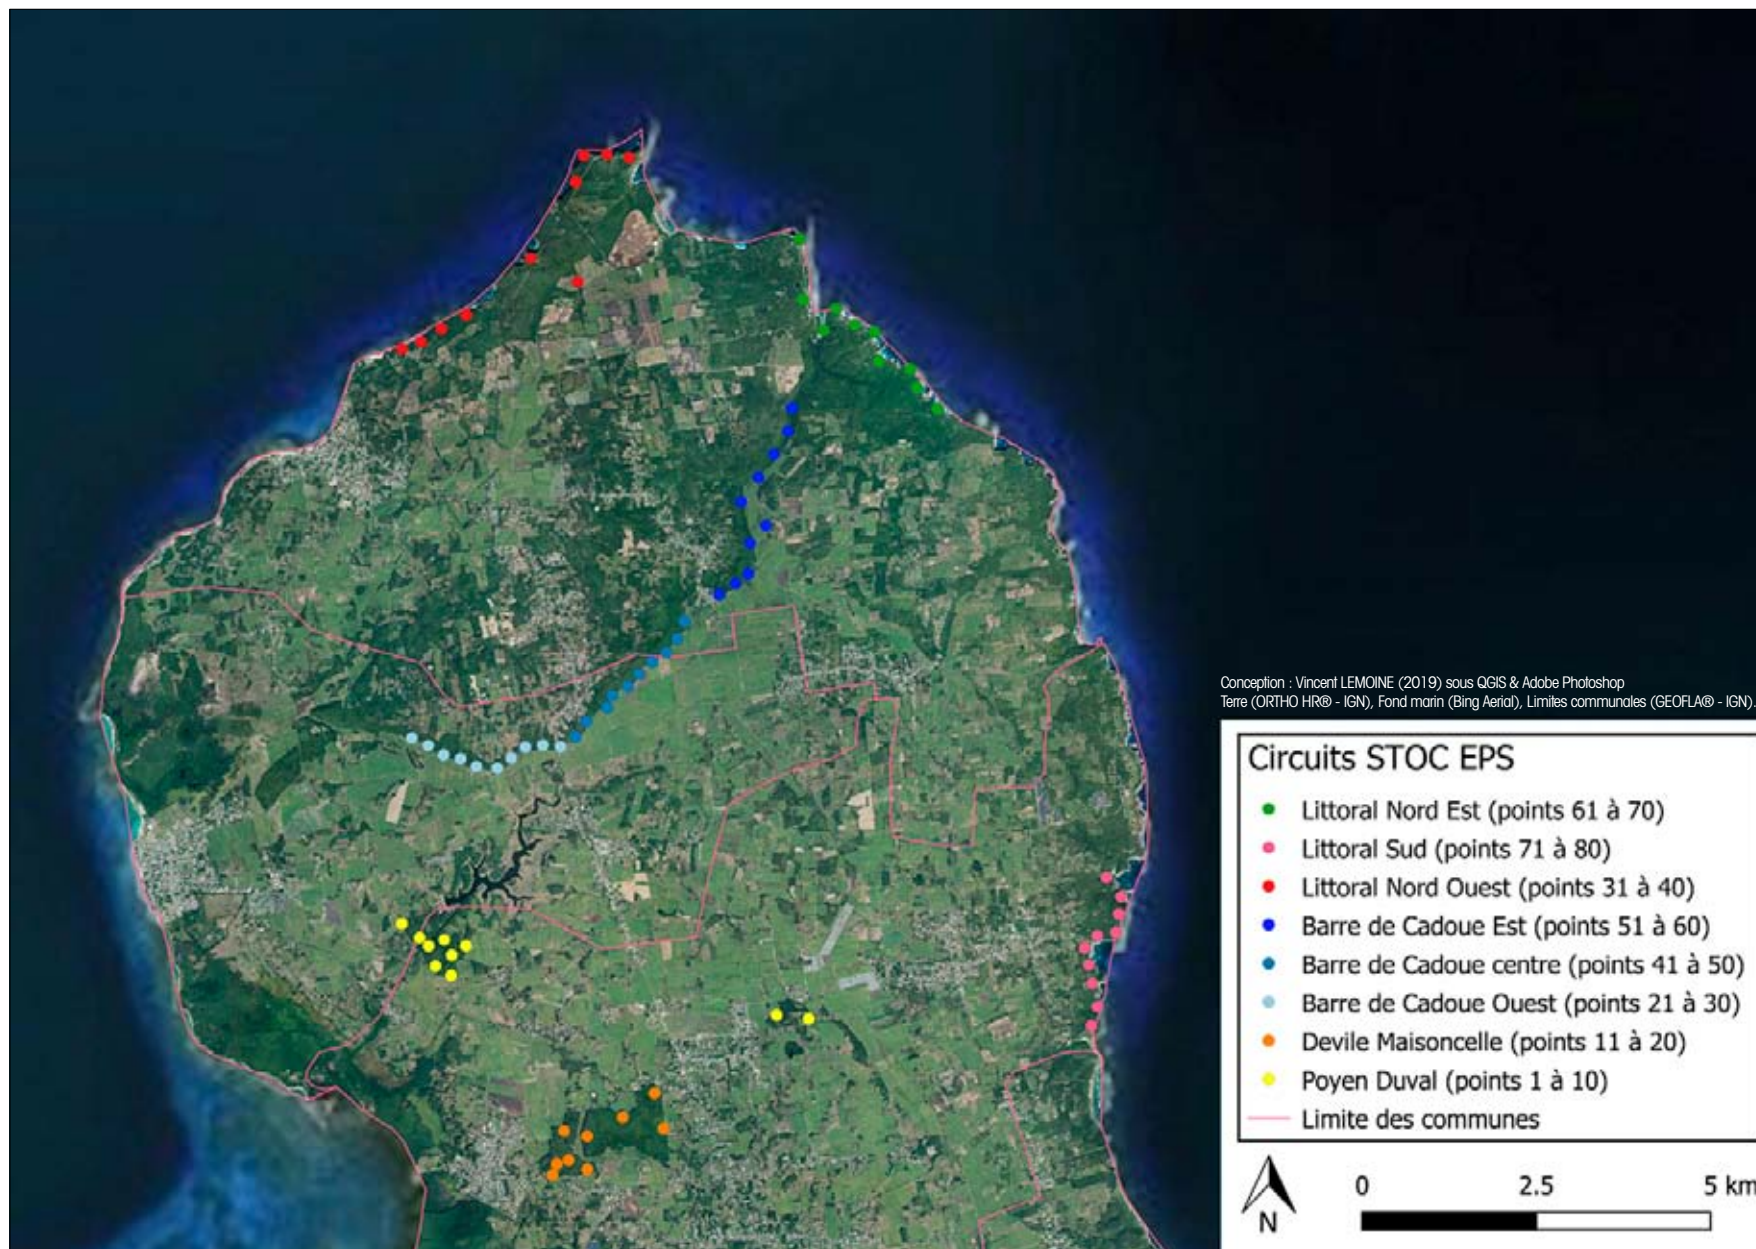 Conception : Vincent LEMOINE (2019) sous QGIS & Adobe Photoshop
Terre (ORTHO HR® - IGN), Fond marin (Bing Aerial), Limites communales (GEOFLA® - IGN).
Circuits STOC EPS
Littoral Nord Est (points 61 à 70)
Littoral Sud (points 71 à 80)
Littoral Nord Ouest (points 31 à 40)
Barre de Cadoue Est (points 51 à 60)
Barre de Cadoue centre (points 41 à 50)
Barre de Cadoue Ouest (points 21 à 30)
Devile Maisoncelle (points 11 à 20)
Poyen Duval (points 1 à 10)
Limite des communes
N
0 2.5 5 km